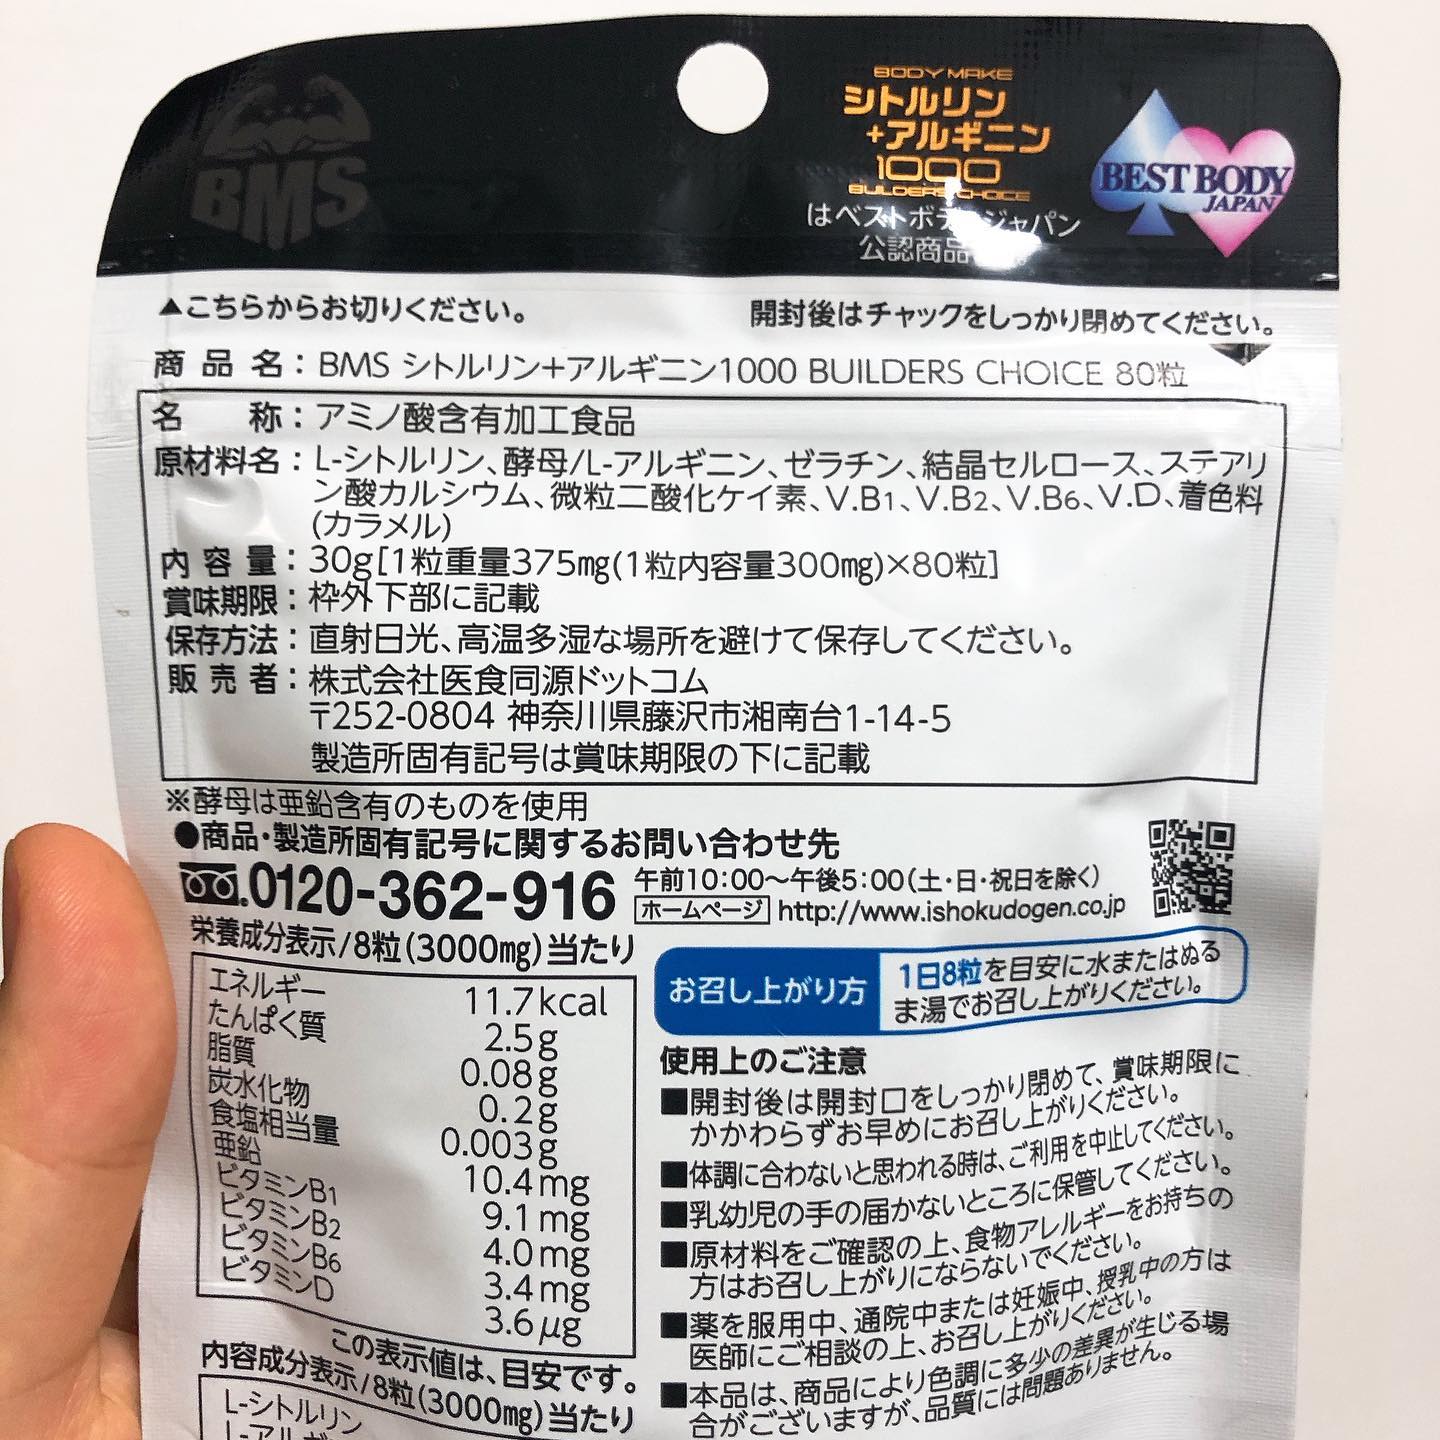 BMS
BODY MAKE
シトルリン
+アルギニン
1000
BUILDERS CHOICE
はベストボディジャパン
公認商品
BEST BODY
JAPAN
▲こちらからお切りください。
開封後はチャックをしっかり閉めてください。
商品名：BMS シトルリン+アルギニン1000 BUILDERS CHOICE 80粒
名称：アミノ酸含有加工食品
原材料名：L-シトルリン、酵母/L-アルギニン、ゼラチン、結晶セルロース、ステアリ
ン酸カルシウム、微粒二酸化ケイ素、V.B1、V.B2、V.B6、V.D、着色料
(カラメル)
内容量：30g[1粒重量375mg(1粒内容量300mg)×80粒]
賞味期限：枠外下部に記載
保存方法：直射日光、高温多湿な場所を避けて保存してください。
販売者：株式会社医食同源ドットコム
〒252-0804 神奈川県藤沢市湘南台1-14-5
製造所固有記号は賞味期限の下に記載
※酵母は亜鉛含有のものを使用
●商品・製造所固有記号に関するお問い合わせ先
0120-362-916
午前10:00～午後5:00(土・日・祝日を除く)
ホームページ http://www.ishokudogen.co.jp
栄養成分表示/8粒(3000mg)当たり
エネルギー 11.7kcal
たんぱく質 2.5g
脂質 0.08g
炭水化物 0.2g
食塩相当量 0.003g
亜鉛 10.4mg
ビタミンB1 9.1mg
ビタミンB2 4.0mg
ビタミンB6 3.4mg
ビタミンD 3.6μg
この表示値は、目安です。
内容成分表示/8粒(3000mg)当たり
L-シトルリン
お召し上がり方
1日8粒を目安に水またはぬる
ま湯でお召し上がりください。
使用上のご注意
■開封後は開封口をしっかり閉めて、賞味期限に
かかわらずお早めにお召し上がりください。
■体調に合わないと思われる時は、ご利用を中止してください。
■乳幼児の手の届かないところに保管してください。
■原材料をご確認の上、食物アレルギーをお持ちの
方はお召し上がりにならないでください。
■薬を服用中、通院中または妊娠中、授乳中の方は
医師にご相談の上、お召し上がりください。
■本品は、商品により色調に多少の差異が生じる場
合がございますが、品質には問題ありません。